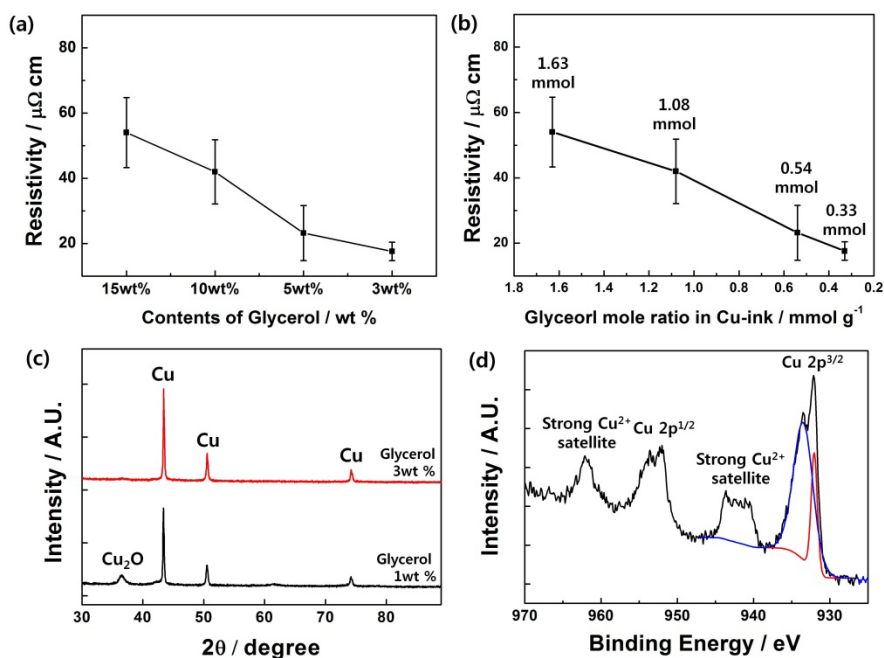 (a)
80
60
40
20
Resistivity / μΩ cm
15wt%
10wt%
5wt%
3wt%
Contents of Glycerol / wt %
(b)
80
60
40
20
Resistivity / μΩ cm
1.63
mmol
1.08
mmol
0.54
mmol
0.33
mmol
1.8
1.6
1.4
1.2
1.0
0.8
0.6
0.4
0.2
Glyceorl mole ratio in Cu-ink / mmol g⁻¹
(c)
Intensity / A.U.
Cu
Cu
Cu
Glycerol
3wt %
Cu₂O
Glycerol
1wt %
30
40
50
60
70
80
2θ / degree
(d)
Intensity / A.U.
Cu 2p³/²
Strong Cu²⁺
satellite
Cu 2p¹/²
Strong Cu²⁺
satellite
970
960
950
940
930
Binding Energy / eV